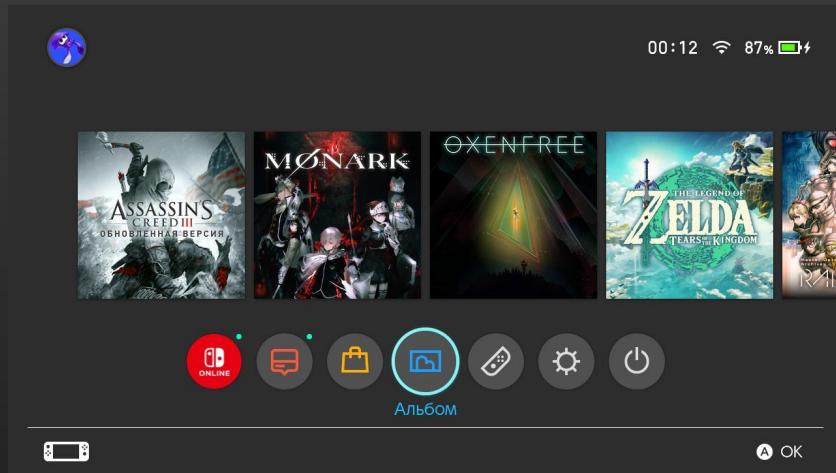 00:12 87%
ASSASSIN'S
CREED III
ОБНОВЛЕННАЯ ВЕРСИЯ
MONARK
OXENFREE
THE LEGEND OF
ZELDA
TEARS OF THE KINGDOM
ONLINE
Альбом
A OK